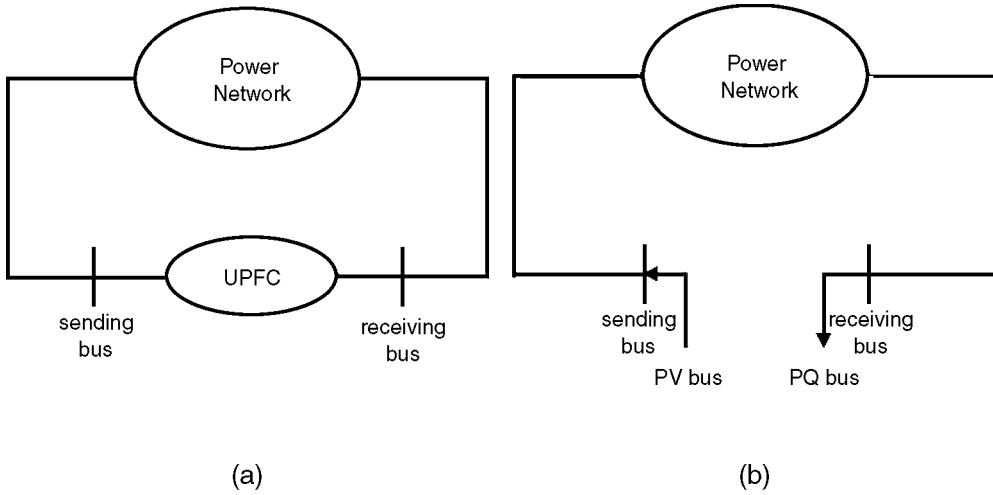 Power
Network
UPFC
sending
bus
receiving
bus
(a)
Power
Network
sending
bus
receiving
bus
PV bus
PQ bus
(b)